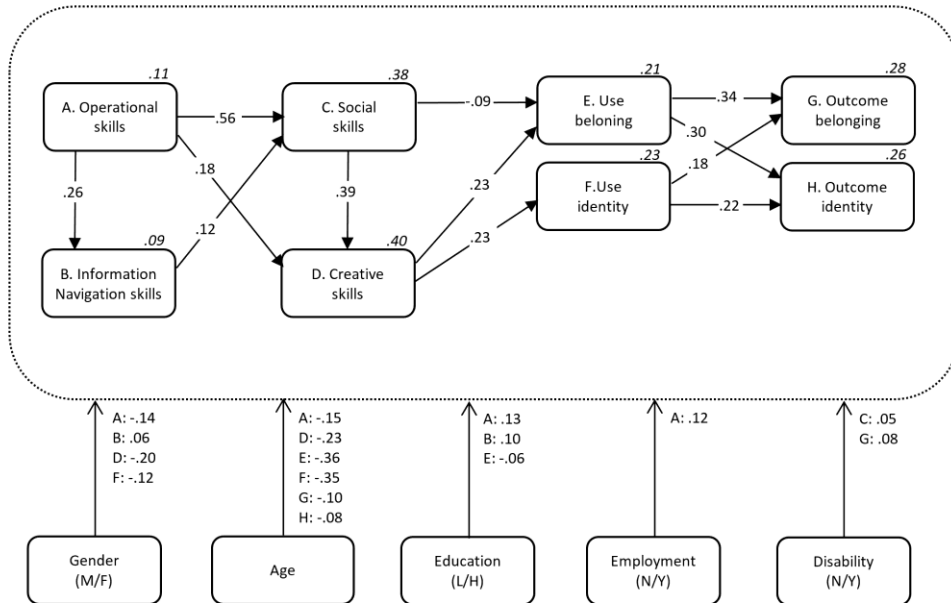 .11
A. Operational
skills
.38
C. Social
skills
.21
E. Use
beloning
.28
G. Outcome
belonging
.56
-.09
.34
.30
.18
.26
.18
.12
.39
.23
.23
.23
F.Use
identity
.22
.26
H. Outcome
identity
.09
B. Information
Navigation skills
.40
D. Creative
skills
A: -.14
B: .06
D: -.20
F: -.12
A: -.15
D: -.23
E: -.36
F: -.35
G: -.10
H: -.08
A: .13
B: .10
E: -.06
A: .12
C: .05
G: .08
Gender
(M/F)
Age
Education
(L/H)
Employment
(N/Y)
Disability
(N/Y)